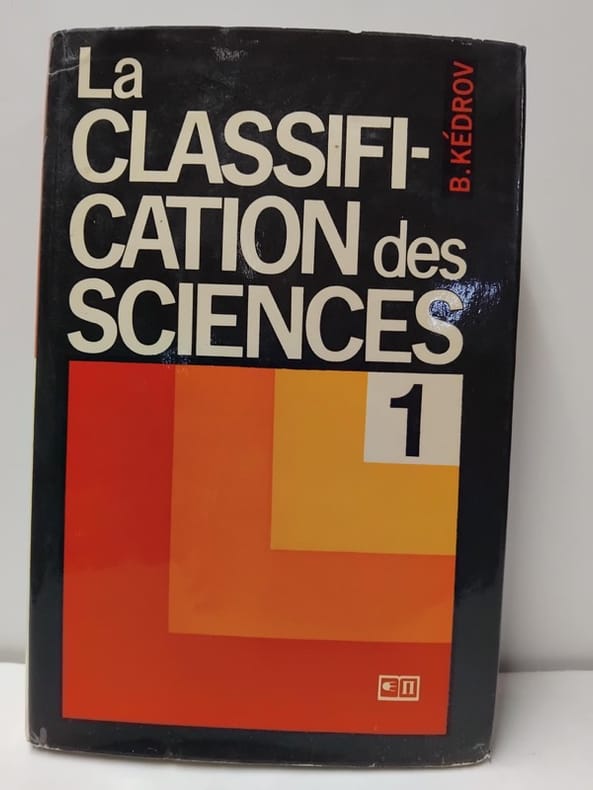 La
CLASSIFI-
CATION des
SCIENCES
B. KÉDROV
1
П